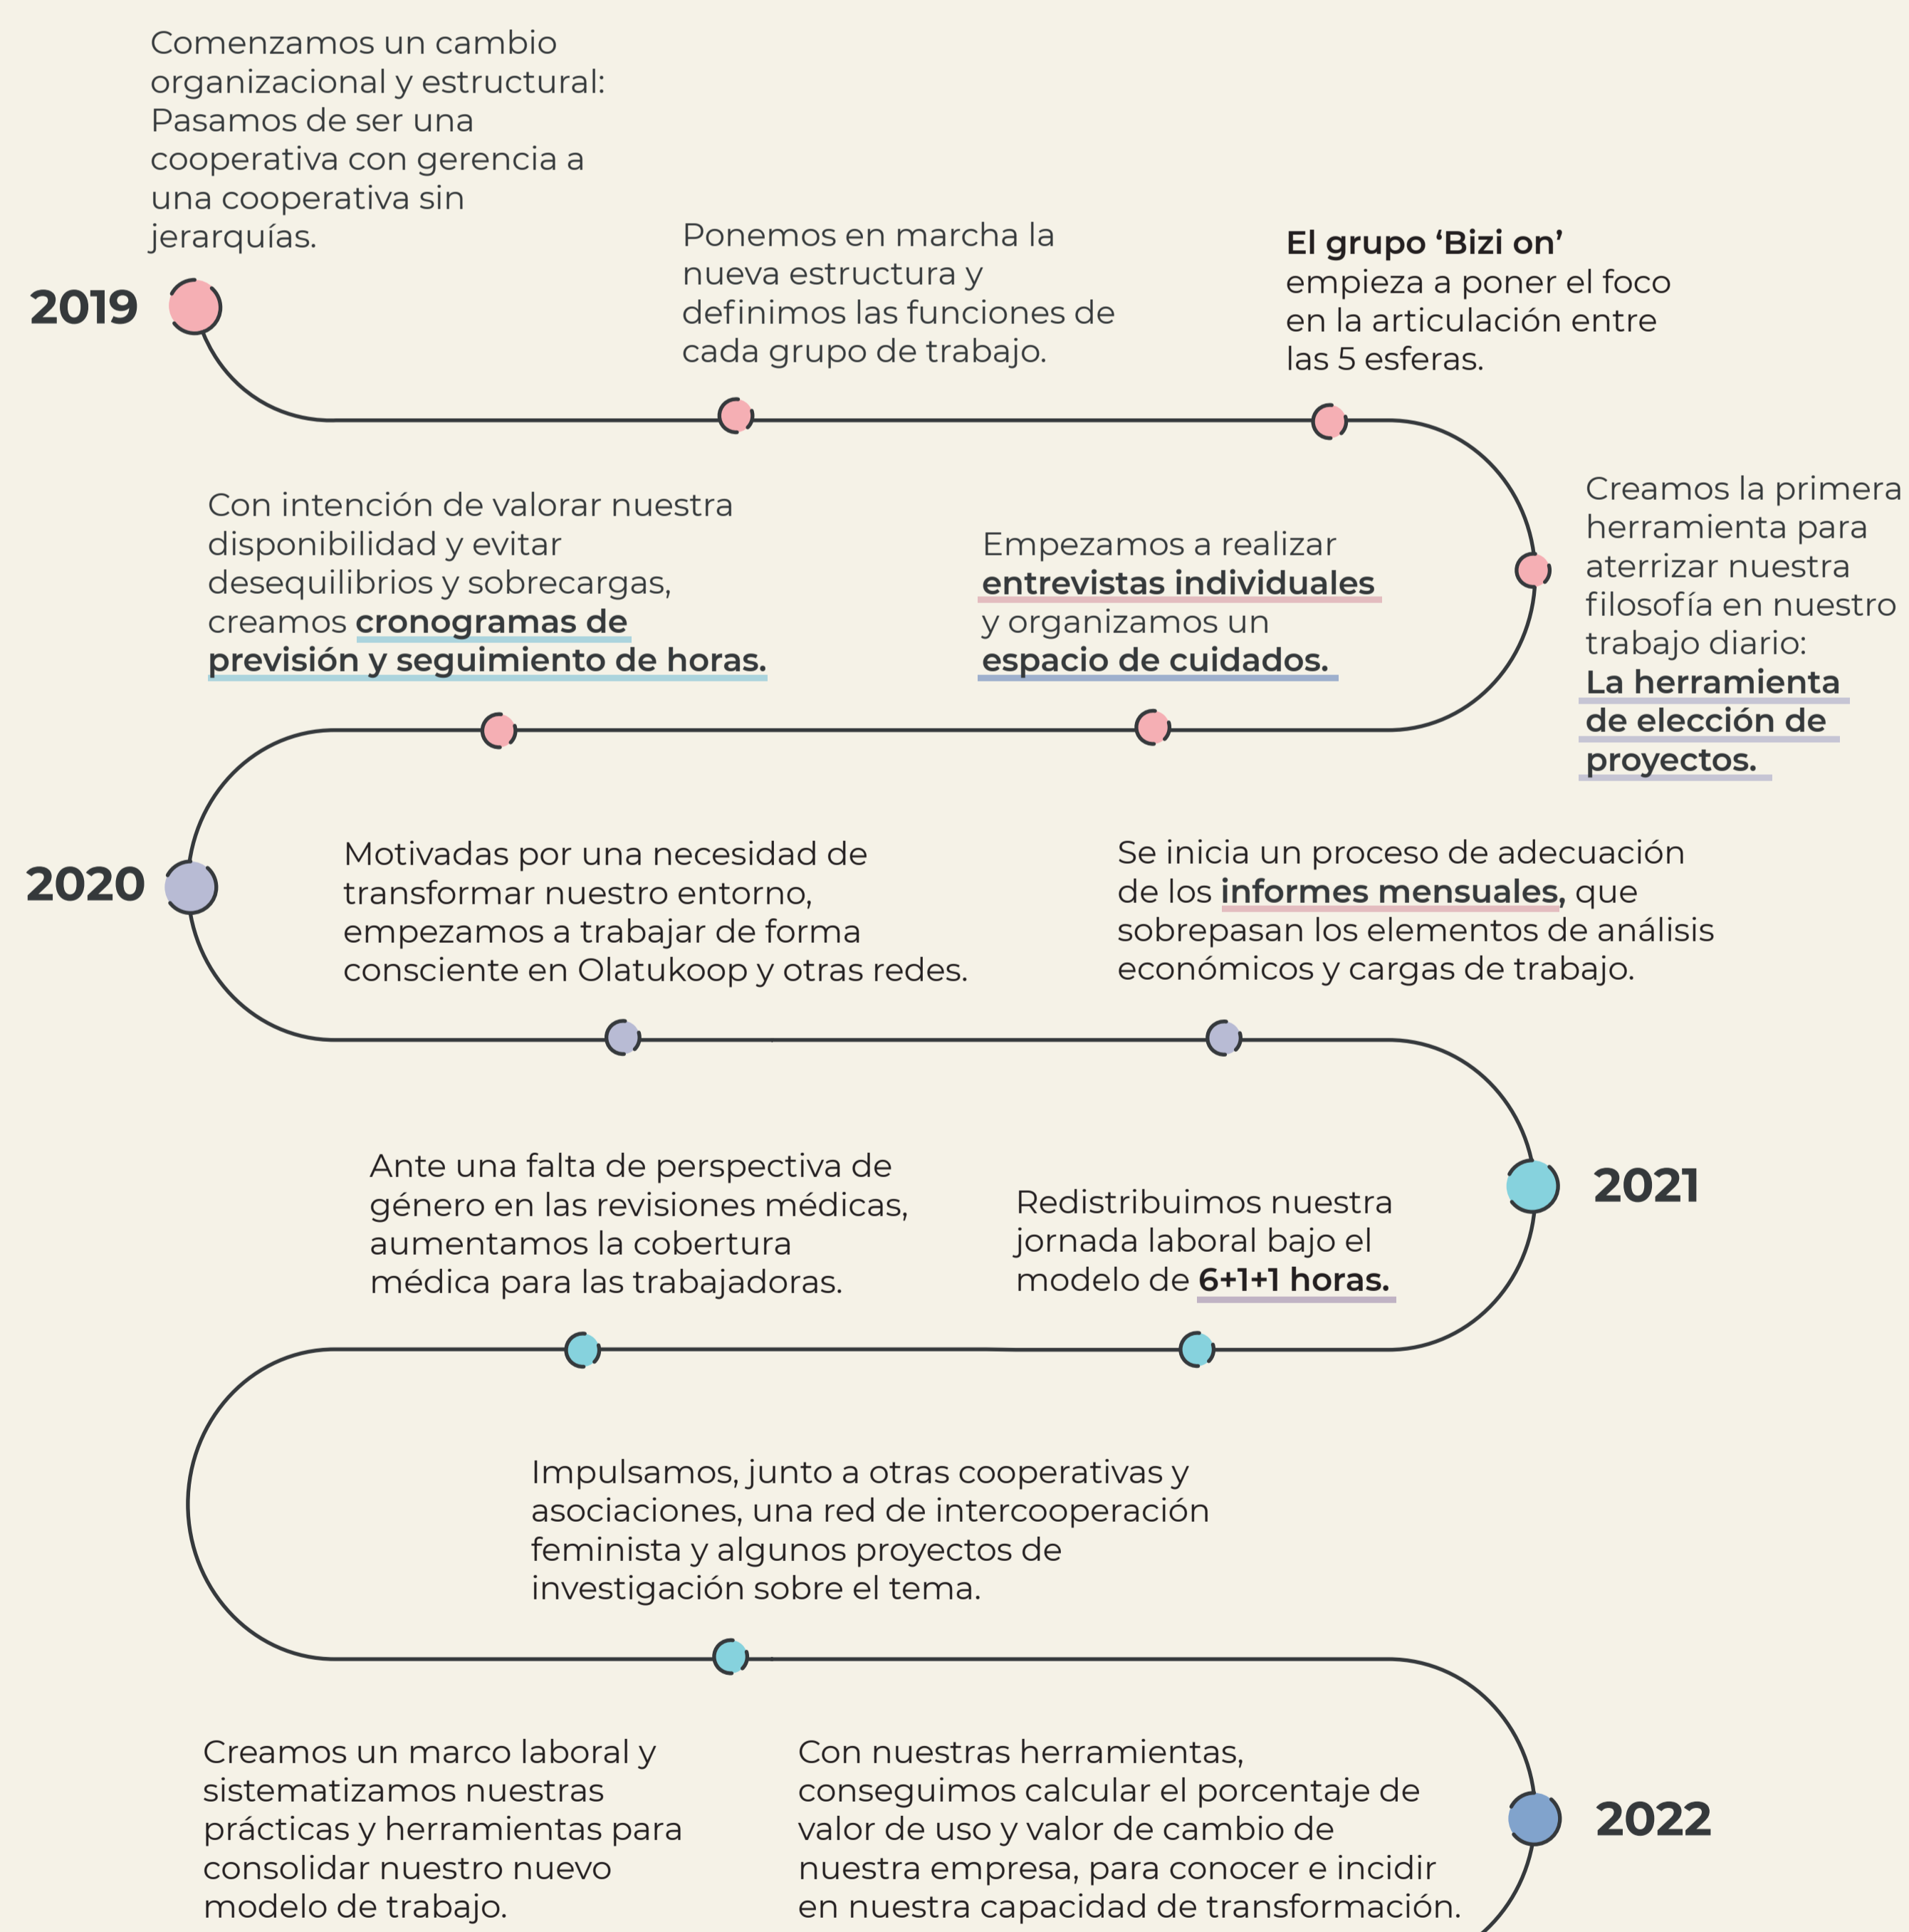 2019
Comenzamos un cambio
organizacional y estructural:
Pasamos de ser una
cooperativa con gerencia a
una cooperativa sin
jerarquías.
Ponemos en marcha la
nueva estructura y
definimos las funciones de
cada grupo de trabajo.
El grupo ‘Bizi on’
empieza a poner el foco
en la articulación entre
las 5 esferas.
Creamos la primera
herramienta para
aterrizar nuestra
filosofía en nuestro
trabajo diario:
La herramienta
de elección de
proyectos.
Empezamos a realizar
entrevistas individuales
y organizamos un
espacio de cuidados.
Con intención de valorar nuestra
disponibilidad y evitar
desequilibrios y sobrecargas,
creamos cronogramas de
previsión y seguimiento de horas.
2020
Motivadas por una necesidad de
transformar nuestro entorno,
empezamos a trabajar de forma
consciente en Olatukoop y otras redes.
Se inicia un proceso de adecuación
de los informes mensuales, que
sobrepasan los elementos de análisis
económicos y cargas de trabajo.
2021
Redistribuimos nuestra
jornada laboral bajo el
modelo de 6+1+1 horas.
Ante una falta de perspectiva de
género en las revisiones médicas,
aumentamos la cobertura
médica para las trabajadoras.
Impulsamos, junto a otras cooperativas y
asociaciones, una red de intercooperación
feminista y algunos proyectos de
investigación sobre el tema.
2022
Con nuestras herramientas,
conseguimos calcular el porcentaje de
valor de uso y valor de cambio de
nuestra empresa, para conocer e incidir
en nuestra capacidad de transformación.
Creamos un marco laboral y
sistematizamos nuestras
prácticas y herramientas para
consolidar nuestro nuevo
modelo de trabajo.